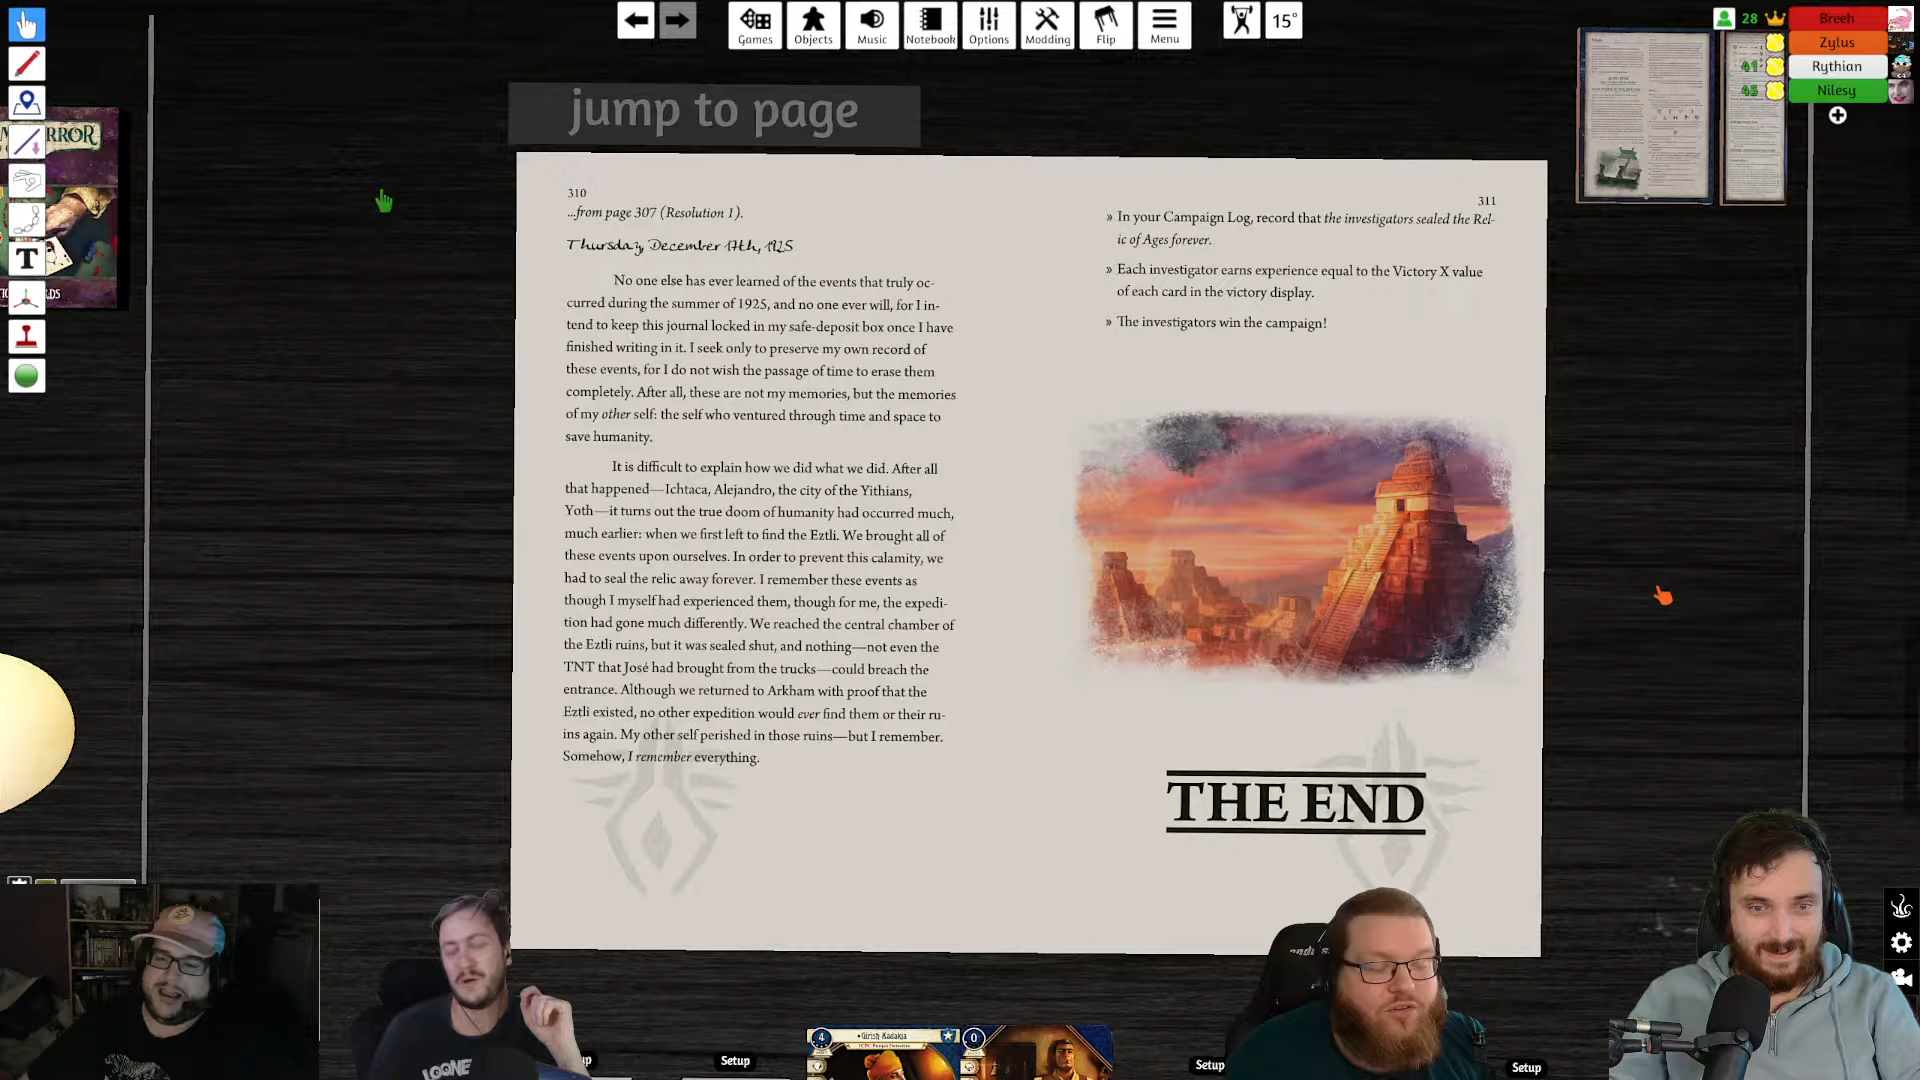 Games
Objects
Music
Notebook
Options
Modding
Flip
Menu
15°
28
Breeh
Zylus
41
Rythian
45
Nilesy
jump to page
RROR
T
310
...from page 307 (Resolution 1).
Thursday, December 17th, 1925
No one else has ever learned of the events that truly oc-
curred during the summer of 1925, and no one ever will, for I in-
tend to keep this journal locked in my safe-deposit box once I have
finished writing in it. I seek only to preserve my own record of
these events, for I do not wish the passage of time to erase them
completely. After all, these are not my memories, but the memories
of my other self: the self who ventured through time and space to
save humanity.
It is difficult to explain how we did what we did. After all
that happened—Ichtaca, Alejandro, the city of the Yithians,
Yoth—it turns out the true doom of humanity had occurred much,
much earlier: when we first left to find the Eztli. We brought all of
these events upon ourselves. In order to prevent this calamity, we
had to seal the relic away forever. I remember these events as
though I myself had experienced them, though for me, the expedi-
tion had gone much differently. We reached the central chamber of
the Eztli ruins, but it was sealed shut, and nothing—not even the
TNT that José had brought from the trucks—could breach the
entrance. Although we returned to Arkham with proof that the
Eztli existed, no other expedition would ever find them or their ru-
ins again. My other self perished in those ruins—but I remember.
Somehow, I remember everything.
311
» In your Campaign Log, record that the investigators sealed the Rel-
ic of Ages forever.
» Each investigator earns experience equal to the Victory X value
of each card in the victory display.
» The investigators win the campaign!
THE END
4
Girish Kadakia
0
up
Setup
Setup
Setup